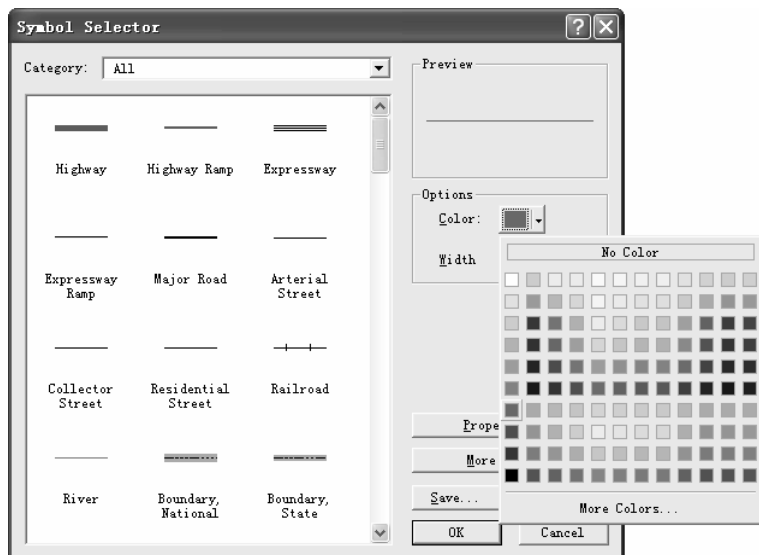 Symbol Selector
Category: All
Preview
Highway
Highway Ramp
Expressway
Options
Color:
No Color
Width
Expressway
Ramp
Major Road
Arterial
Street
Collector
Street
Residential
Street
Railroad
Prope
More
River
Boundary,
National
Boundary,
State
Save...
More Colors...
OK
Cancel